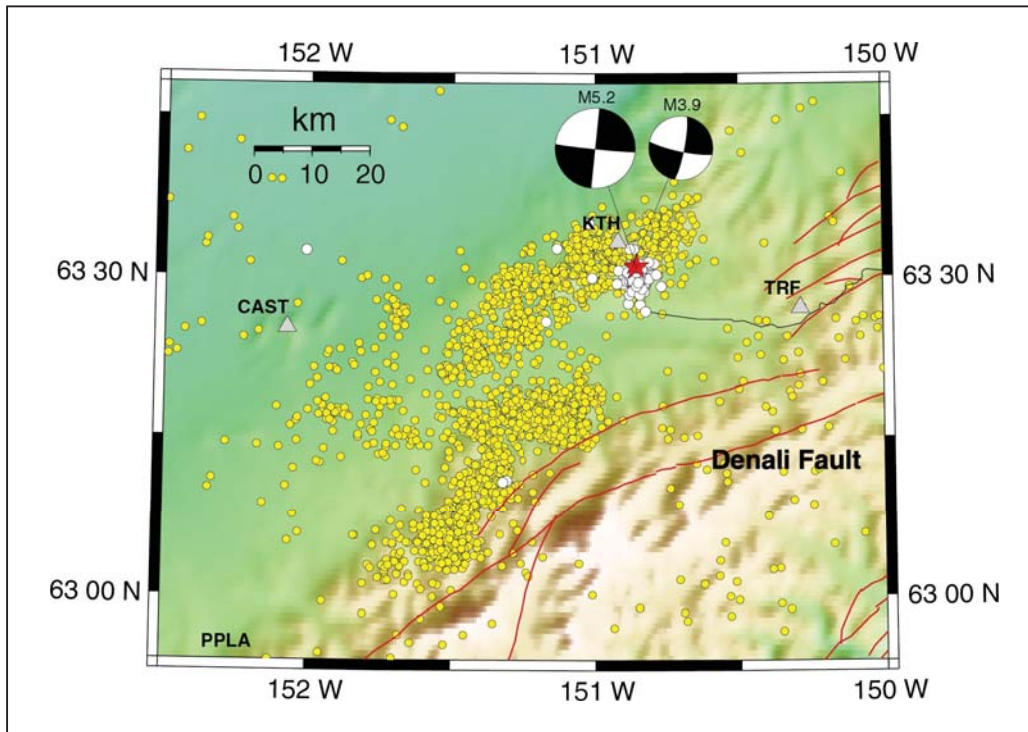 152 W 151 W 150 W
M5.2 M3.9
km
0 10 20
KTH
63 30 N 63 30 N
TRF
CAST
Denali Fault
63 00 N 63 00 N
PPLA
152 W 151 W 150 W